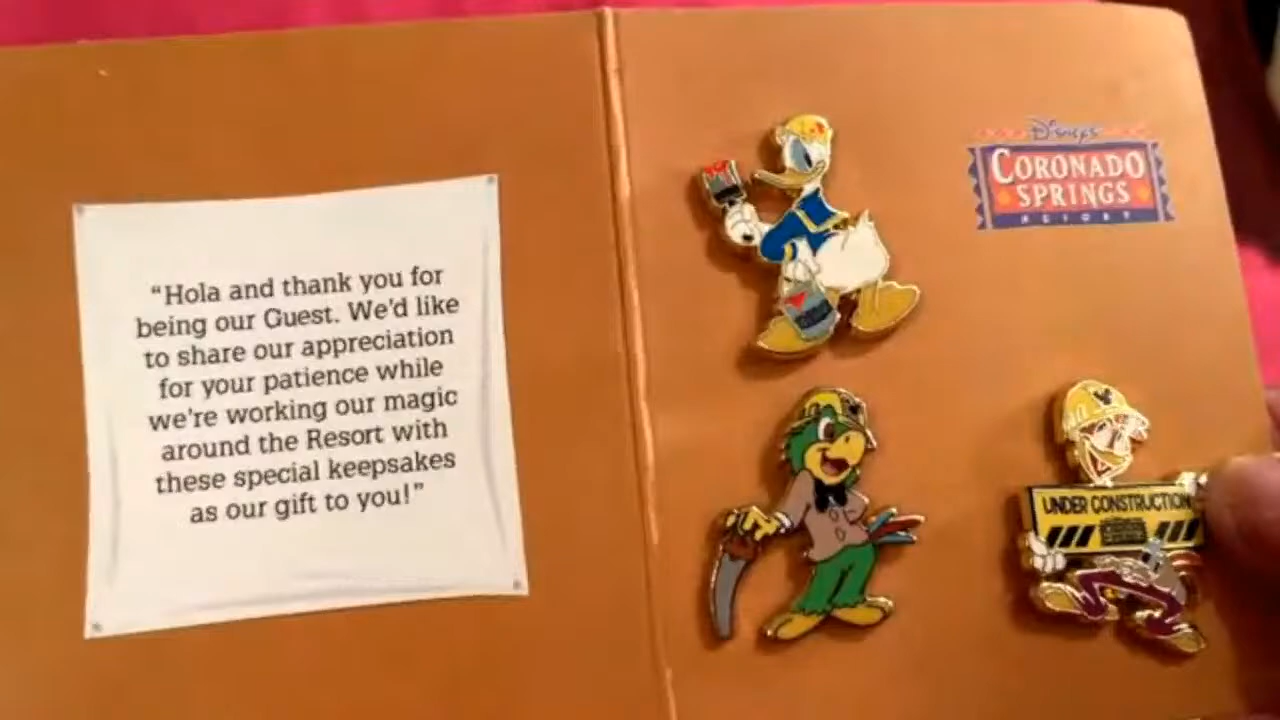 “Hola and thank you for
being our Guest. We’d like
to share our appreciation
for your patience while
we’re working our magic
around the Resort with
these special keepsakes
as our gift to you!”
Disney's
CORONADO
SPRINGS
RESORT
UNDER CONSTRUCTION